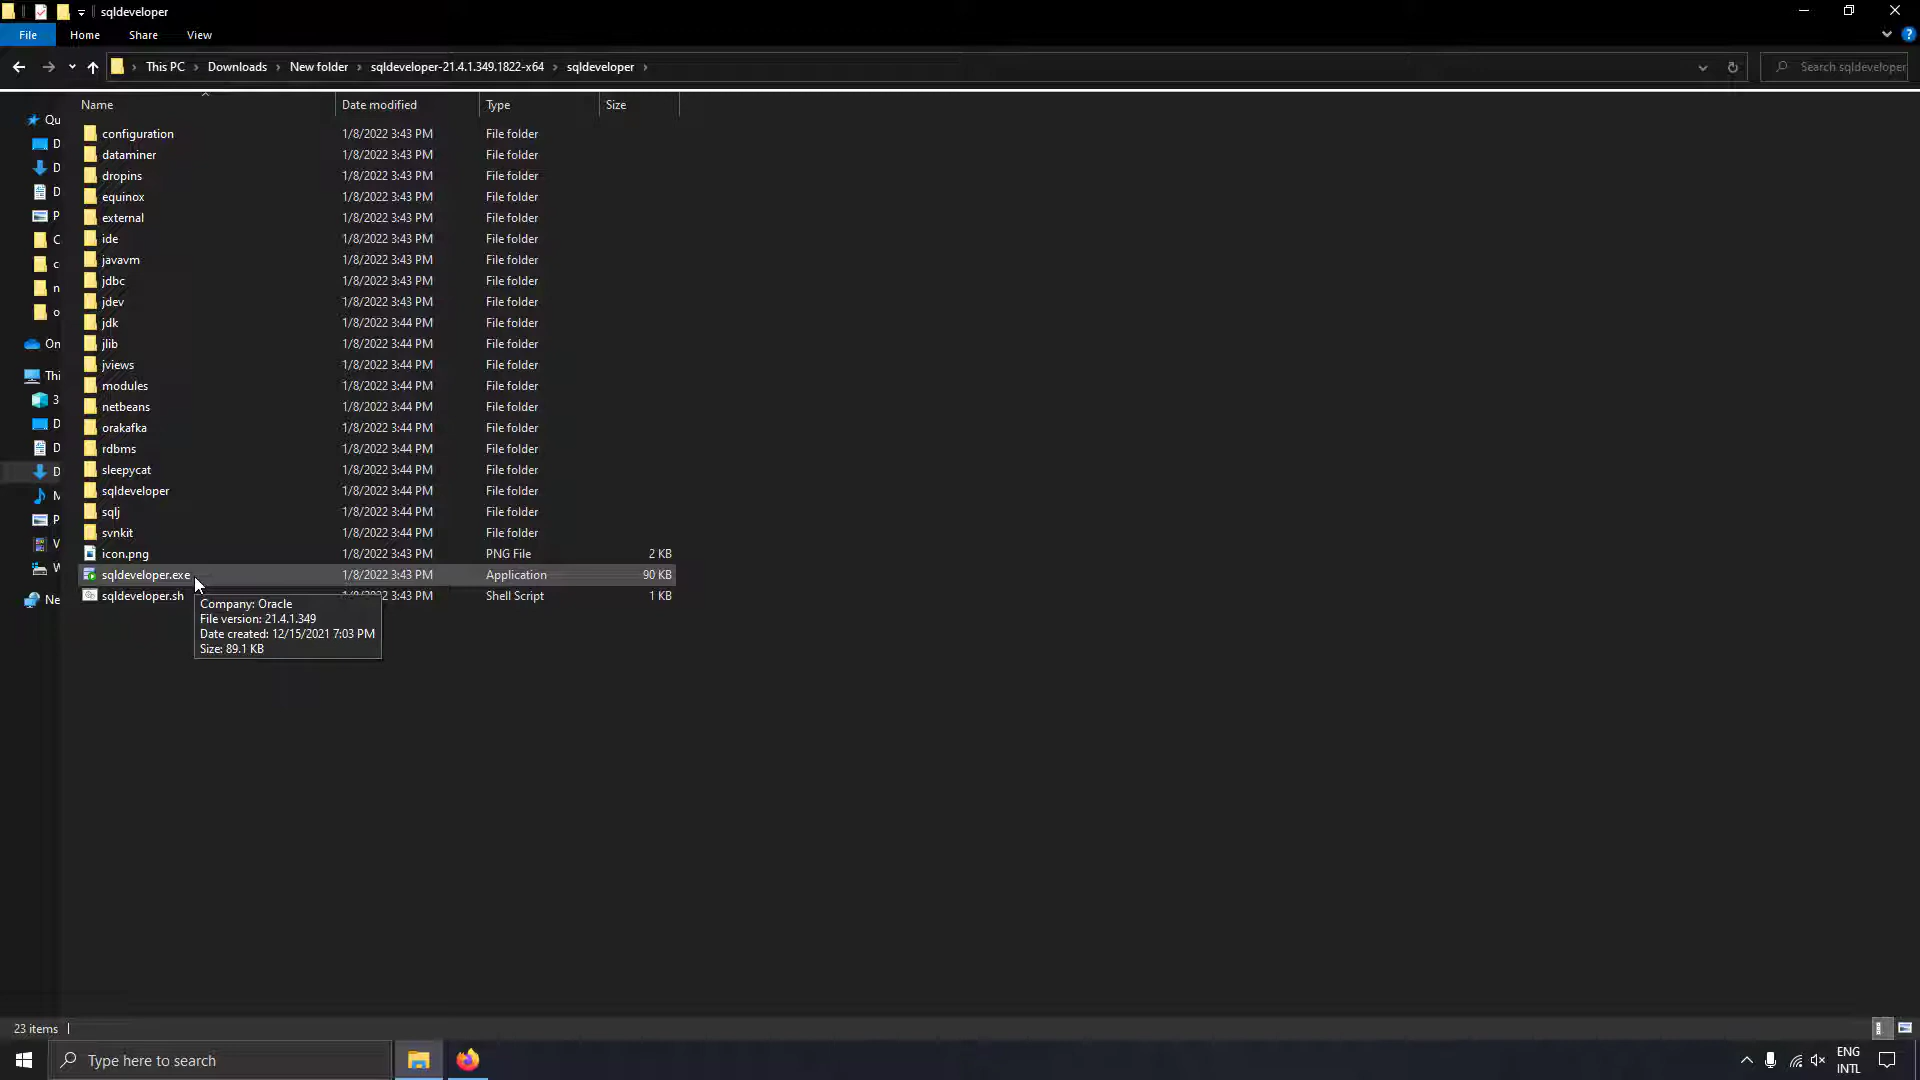 sqldeveloper
File Home Share View
This PC Downloads New folder sqldeveloper-21.4.1.349.1822-x64 sqldeveloper Search sqldeveloper
Name Date modified Type Size
Qu
D
D
D
P
C
c
n
o
On
Thi
3
D
D
D
M
P
V
W
Ne
configuration 1/8/2022 3:43 PM File folder
dataminer 1/8/2022 3:43 PM File folder
dropins 1/8/2022 3:43 PM File folder
equinox 1/8/2022 3:43 PM File folder
external 1/8/2022 3:43 PM File folder
ide 1/8/2022 3:43 PM File folder
javavm 1/8/2022 3:43 PM File folder
jdbc 1/8/2022 3:43 PM File folder
jdev 1/8/2022 3:43 PM File folder
jdk 1/8/2022 3:44 PM File folder
jlib 1/8/2022 3:44 PM File folder
jviews 1/8/2022 3:44 PM File folder
modules 1/8/2022 3:44 PM File folder
netbeans 1/8/2022 3:44 PM File folder
orakafka 1/8/2022 3:44 PM File folder
rdbms 1/8/2022 3:44 PM File folder
sleepycat 1/8/2022 3:44 PM File folder
sqldeveloper 1/8/2022 3:44 PM File folder
sqlj 1/8/2022 3:44 PM File folder
svnkit 1/8/2022 3:44 PM File folder
icon.png 1/8/2022 3:43 PM PNG File 2 KB
sqldeveloper.exe 1/8/2022 3:43 PM Application 90 KB
sqldeveloper.sh 2 3:43 PM Shell Script 1 KB
Company: Oracle
File version: 21.4.1.349
Date created: 12/15/2021 7:03 PM
Size: 89.1 KB
23 items
Type here to search
ENG
INTL